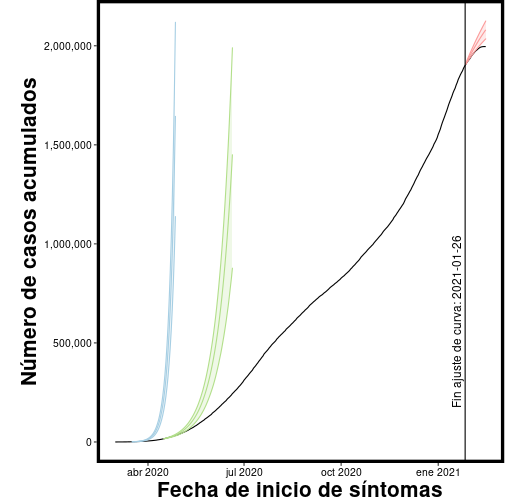 Número de casos acumulados
2,000,000
1,500,000
1,000,000
500,000
0
Fin ajuste de curva: 2021-01-26
abr 2020
jul 2020
oct 2020
ene 2021
Fecha de inicio de síntomas